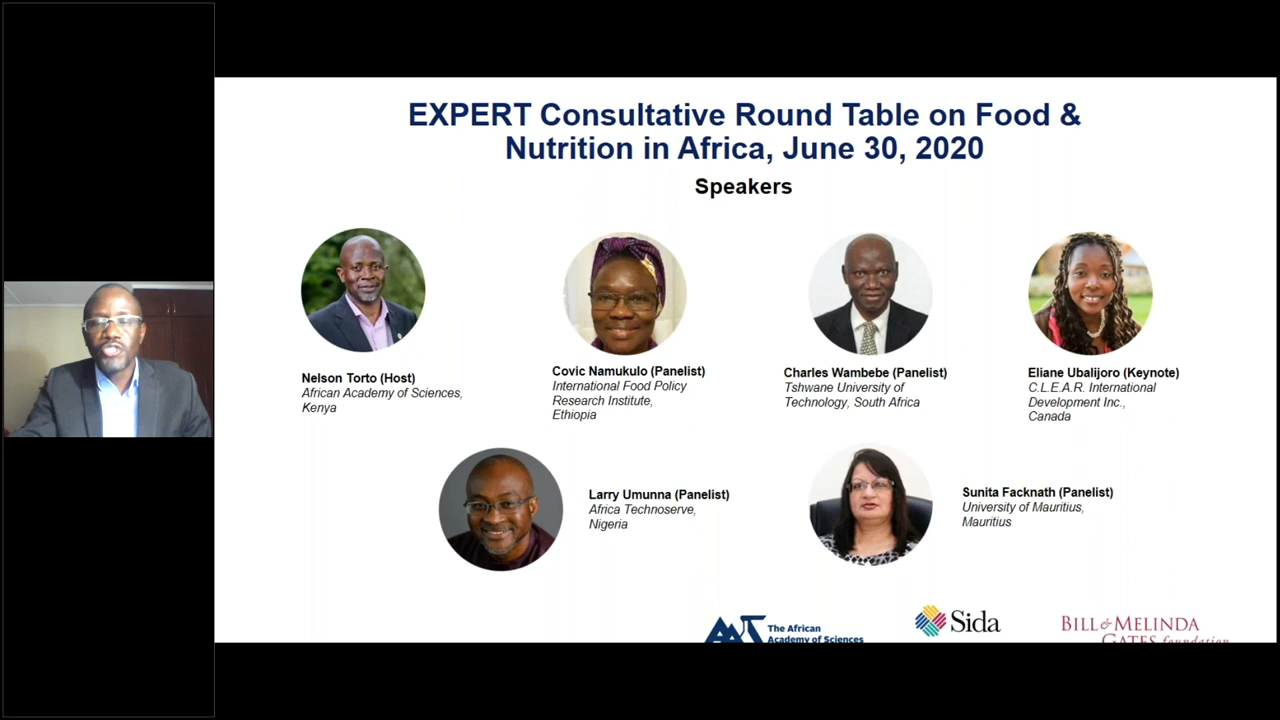 EXPERT Consultative Round Table on Food &
Nutrition in Africa, June 30, 2020
Speakers
Nelson Torto (Host)
African Academy of Sciences,
Kenya
Covic Namukulo (Panelist)
International Food Policy
Research Institute,
Ethiopia
Charles Wambebe (Panelist)
Tshwane University of
Technology, South Africa
Eliane Ubalijoro (Keynote)
C.L.E.A.R. International
Development Inc.,
Canada
Larry Umunna (Panelist)
Africa Technoserve,
Nigeria
Sunita Facknath (Panelist)
University of Mauritius,
Mauritius
The African
Academy of Sciences
Sida
BILL & MELINDA
GATES foundation